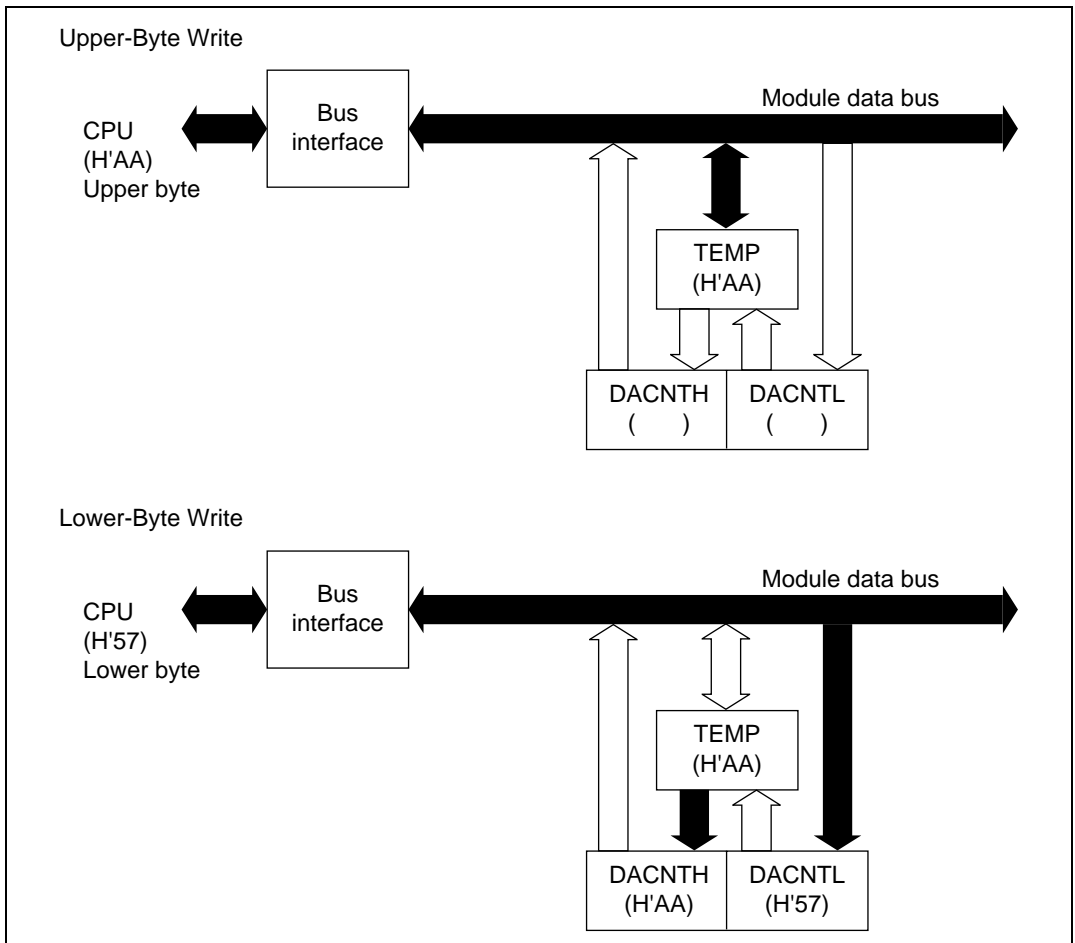 Upper-Byte Write
CPU
(H'AA)
Upper byte
Bus
interface
Module data bus
TEMP
(H'AA)
DACNTH
(      )
DACNTL
(      )
Lower-Byte Write
CPU
(H'57)
Lower byte
Bus
interface
Module data bus
TEMP
(H'AA)
DACNTH
(H'AA)
DACNTL
(H'57)